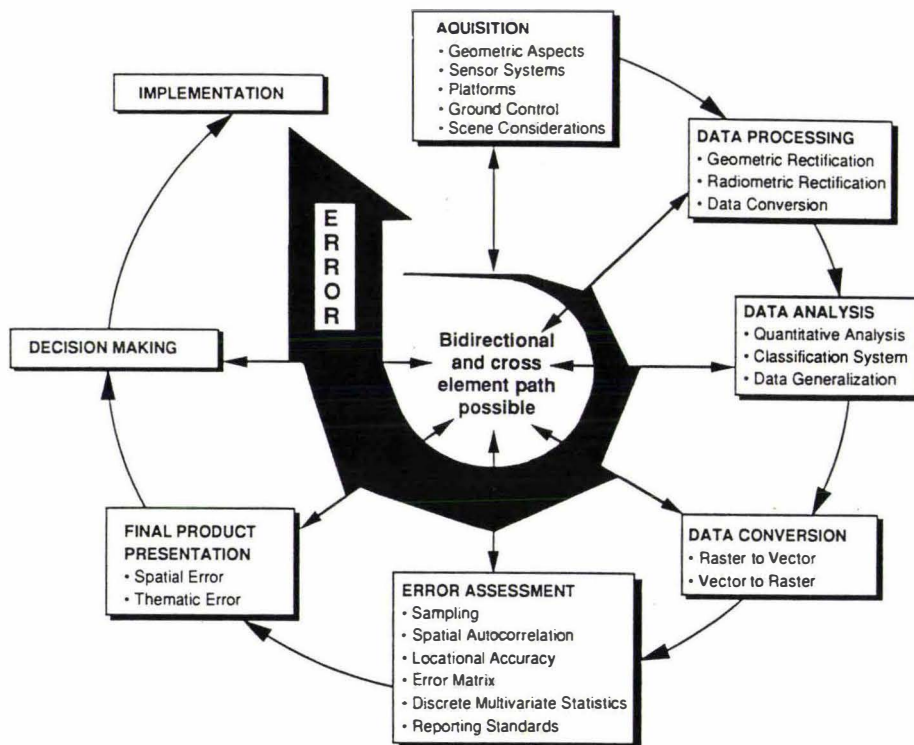 AQUISITION
• Geometric Aspects
• Sensor Systems
• Platforms
• Ground Control
• Scene Considerations
DATA PROCESSING
• Geometric Rectification
• Radiometric Rectification
• Data Conversion
DATA ANALYSIS
• Quantitative Analysis
• Classification System
• Data Generalization
DATA CONVERSION
• Raster to Vector
• Vector to Raster
ERROR ASSESSMENT
• Sampling
• Spatial Autocorrelation
• Locational Accuracy
• Error Matrix
• Discrete Multivariate Statistics
• Reporting Standards
FINAL PRODUCT
PRESENTATION
• Spatial Error
• Thematic Error
DECISION MAKING
IMPLEMENTATION
ERROR
Bidirectional
and cross
element path
possible